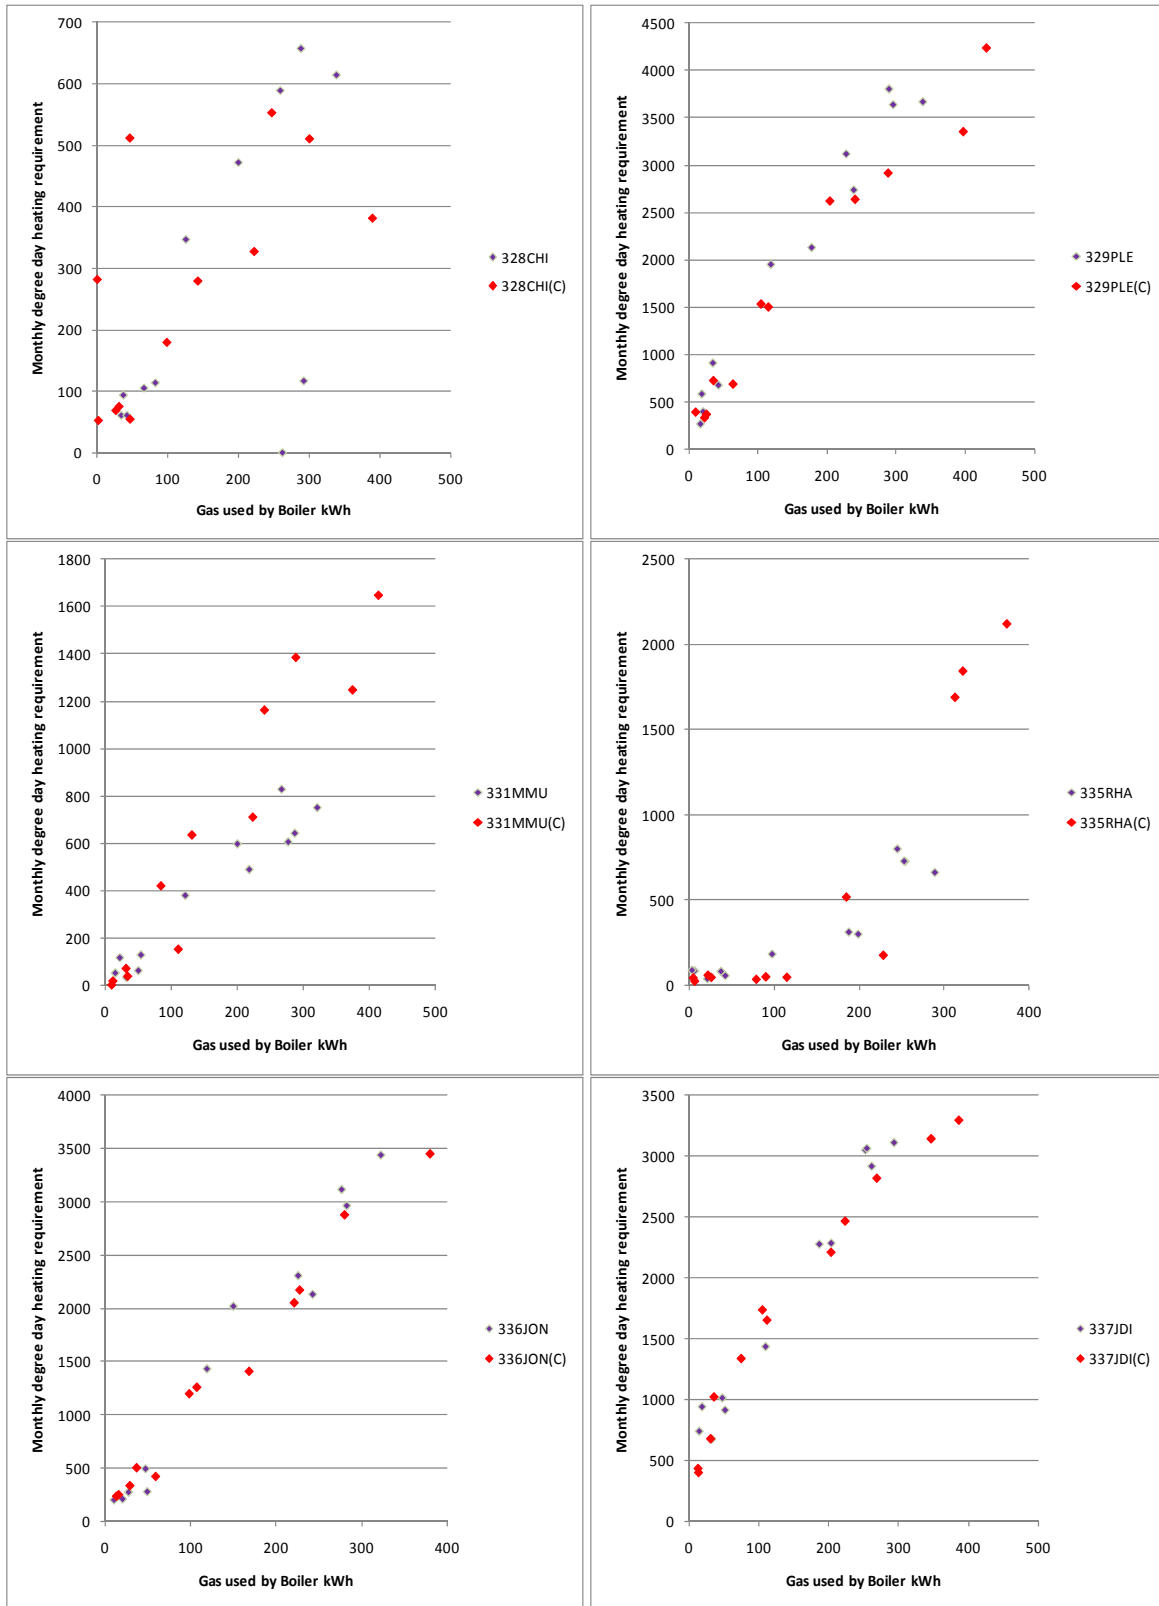 700
600
500
400
300
200
100
0
Monthly degree day heating requirement
0 100 200 300 400 500
Gas used by Boiler kWh
328CHI
328CHI(C)
4500
4000
3500
3000
2500
2000
1500
1000
500
0
Monthly degree day heating requirement
0 100 200 300 400 500
Gas used by Boiler kWh
329PLE
329PLE(C)
1800
1600
1400
1200
1000
800
600
400
200
0
Monthly degree day heating requirement
0 100 200 300 400 500
Gas used by Boiler kWh
331MMU
331MMU(C)
2500
2000
1500
1000
500
0
Monthly degree day heating requirement
0 100 200 300 400
Gas used by Boiler kWh
335RHA
335RHA(C)
4000
3500
3000
2500
2000
1500
1000
500
0
Monthly degree day heating requirement
0 100 200 300 400
Gas used by Boiler kWh
336JON
336JON(C)
3500
3000
2500
2000
1500
1000
500
0
Monthly degree day heating requirement
0 100 200 300 400 500
Gas used by Boiler kWh
337JDI
337JDI(C)